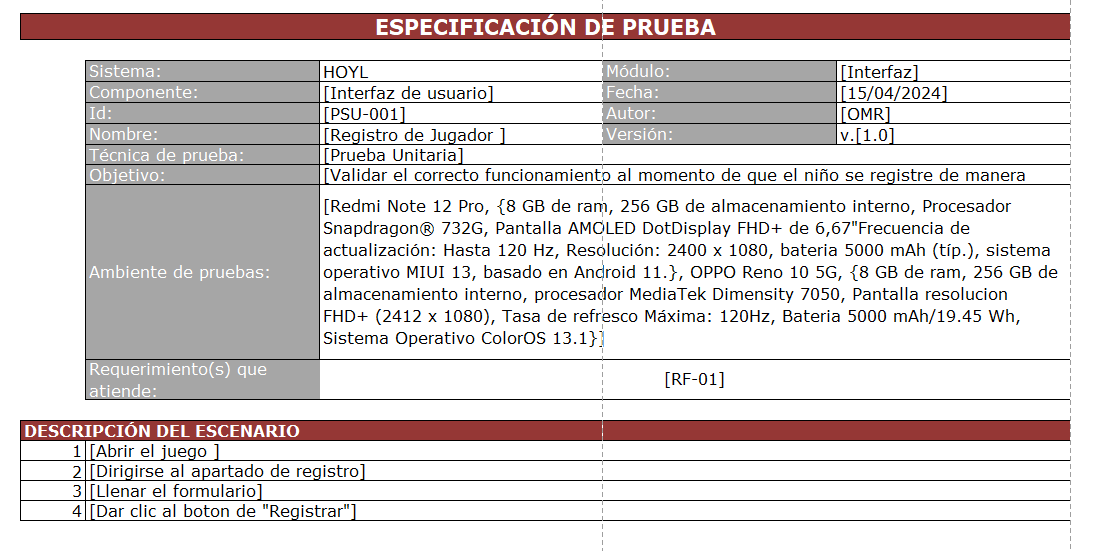 ESPECIFICACIÓN DE PRUEBA
Sistema: HOYL Módulo: [Interfaz]
Componente: [Interfaz de usuario] Fecha: [15/04/2024]
Id: [PSU-001] Autor: [OMR]
Nombre: [Registro de Jugador ] Versión: v.[1.0]
Técnica de prueba: [Prueba Unitaria]
Objetivo: [Validar el correcto funcionamiento al momento de que el niño se registre de manera
Ambiente de pruebas:
[Redmi Note 12 Pro, {8 GB de ram, 256 GB de almacenamiento interno, Procesador
Snapdragon® 732G, Pantalla AMOLED DotDisplay FHD+ de 6,67"Frecuencia de
actualización: Hasta 120 Hz, Resolución: 2400 x 1080, bateria 5000 mAh (típ.), sistema
operativo MIUI 13, basado en Android 11.}, OPPO Reno 10 5G, {8 GB de ram, 256 GB de
almacenamiento interno, procesador MediaTek Dimensity 7050, Pantalla resolucion
FHD+ (2412 x 1080), Tasa de refresco Máxima: 120Hz, Bateria 5000 mAh/19.45 Wh,
Sistema Operativo ColorOS 13.1}]
Requerimiento(s) que
atiende:
[RF-01]
DESCRIPCIÓN DEL ESCENARIO
1 [Abrir el juego ]
2 [Dirigirse al apartado de registro]
3 [Llenar el formulario]
4 [Dar clic al boton de "Registrar"]